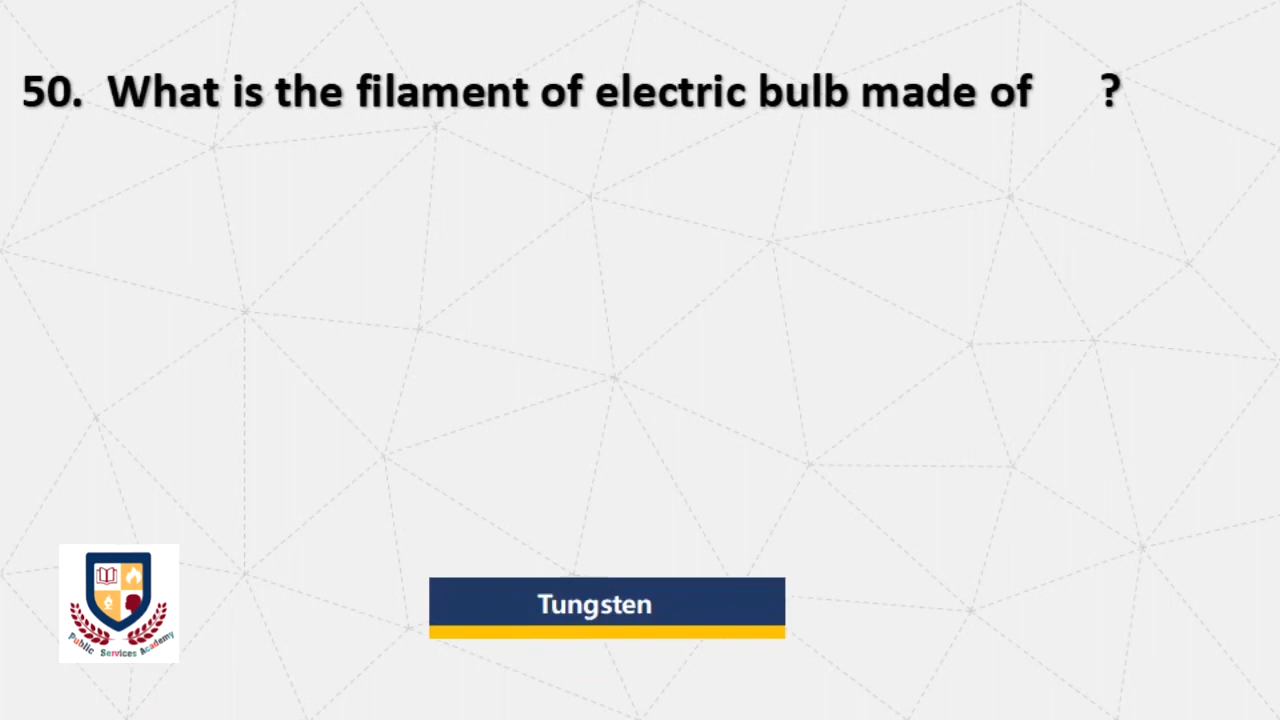 50. What is the filament of electric bulb made of ?
Tungsten
Public Services Academy